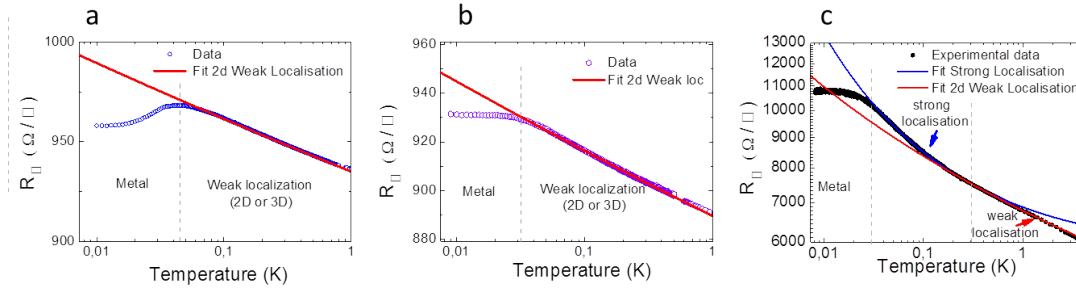 a
1000
950
900
R□ ( Ω / □ )
Data
Fit 2d Weak Localisation
Metal
Weak localization
(2D or 3D)
0,01
0,1
1
Temperature (K)
b
960
940
920
900
880
R□ ( Ω / □ )
Data
Fit 2d Weak loc
Metal
Weak localization
(2D or 3D)
0,01
0,1
1
Temperature (K)
c
13000
12000
11000
10000
9000
8000
7000
6000
R□ ( Ω / □ )
Experimental data
Fit Strong Localisation
Fit 2d Weak Localisation
strong
localisation
Metal
weak
localisation
0,01
0,1
1
Temperature (K)